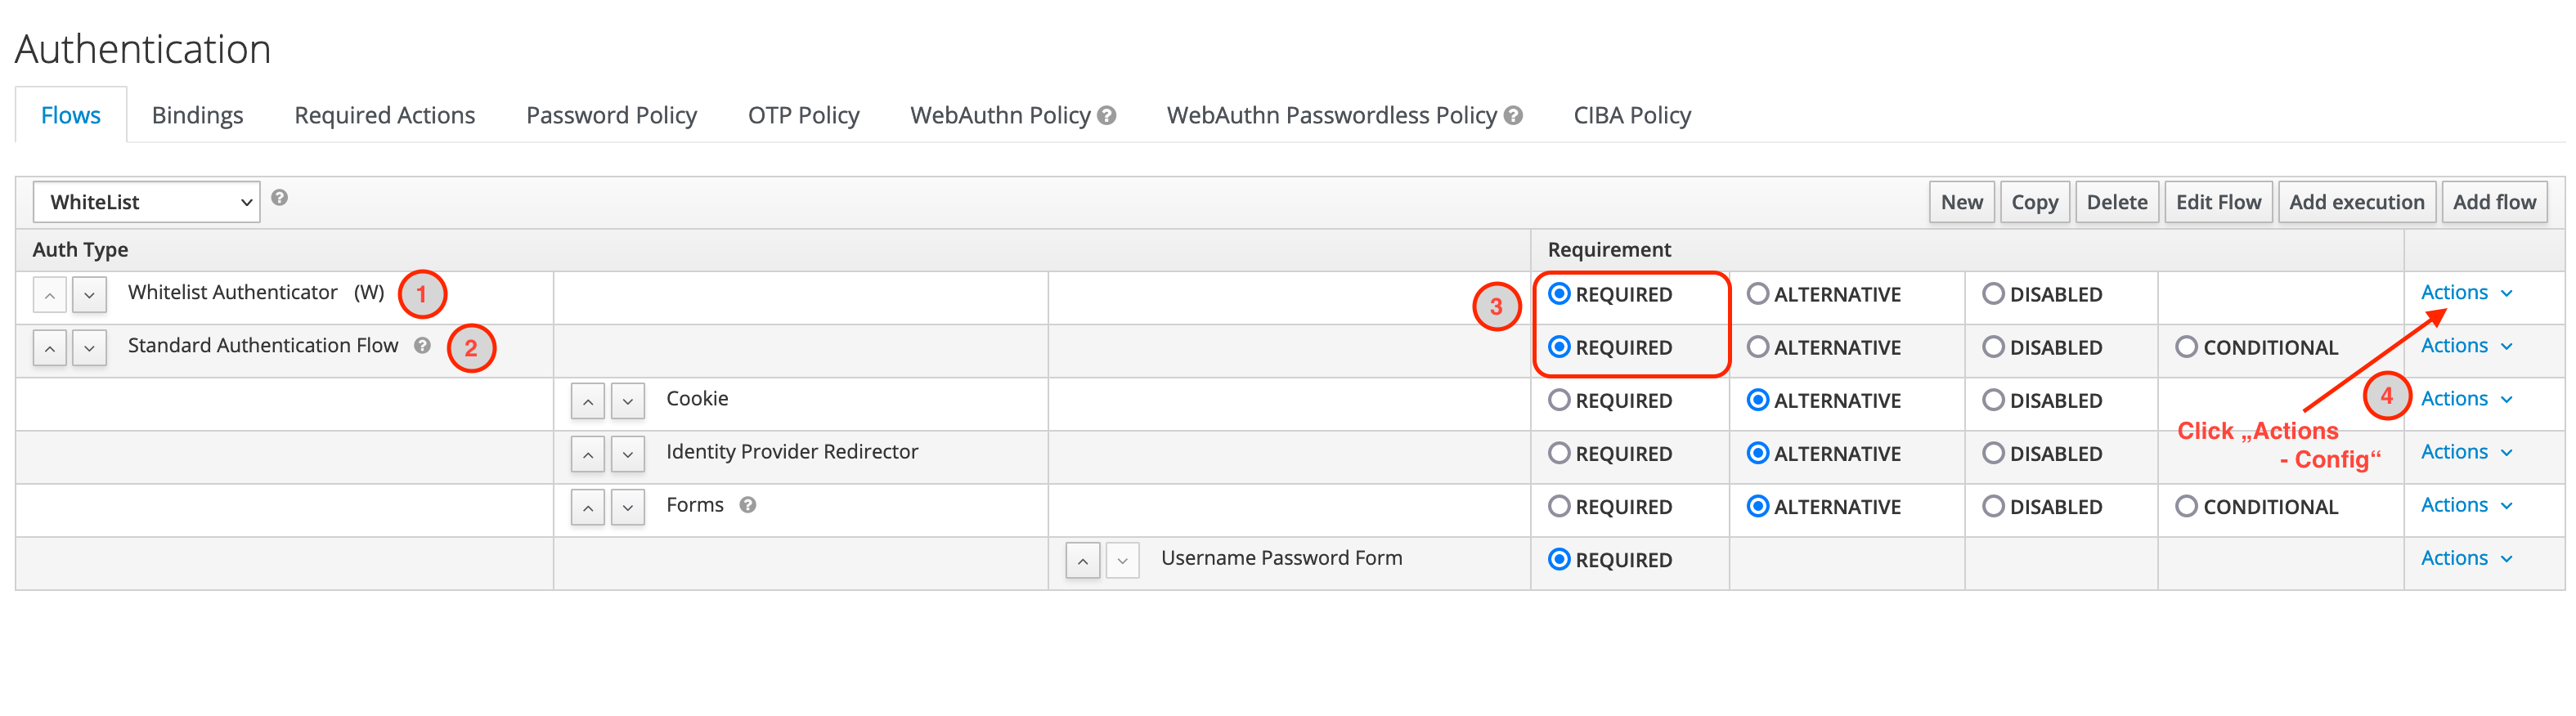 Authentication
Flows Bindings Required Actions Password Policy OTP Policy WebAuthn Policy ? WebAuthn Passwordless Policy ? CIBA Policy
WhiteList ? New Copy Delete Edit Flow Add execution Add flow
Auth Type Requirement
Whitelist Authenticator (W) 1 3 REQUIRED ALTERNATIVE DISABLED Actions
Standard Authentication Flow ? 2 REQUIRED ALTERNATIVE DISABLED CONDITIONAL Actions
Cookie REQUIRED ALTERNATIVE DISABLED 4 Actions
Click „Actions
- Config“
Identity Provider Redirector REQUIRED ALTERNATIVE DISABLED Actions
Forms ? REQUIRED ALTERNATIVE DISABLED CONDITIONAL Actions
Username Password Form REQUIRED Actions